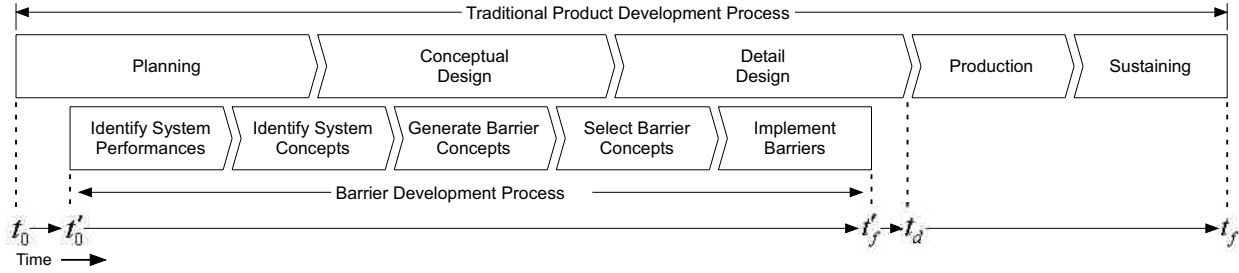 Traditional Product Development Process
Planning
Conceptual
Design
Detail
Design
Production
Sustaining
Identify System
Performances
Identify System
Concepts
Generate Barrier
Concepts
Select Barrier
Concepts
Implement
Barriers
Barrier Development Process
t₀ t₀′ t′f td tf
Time